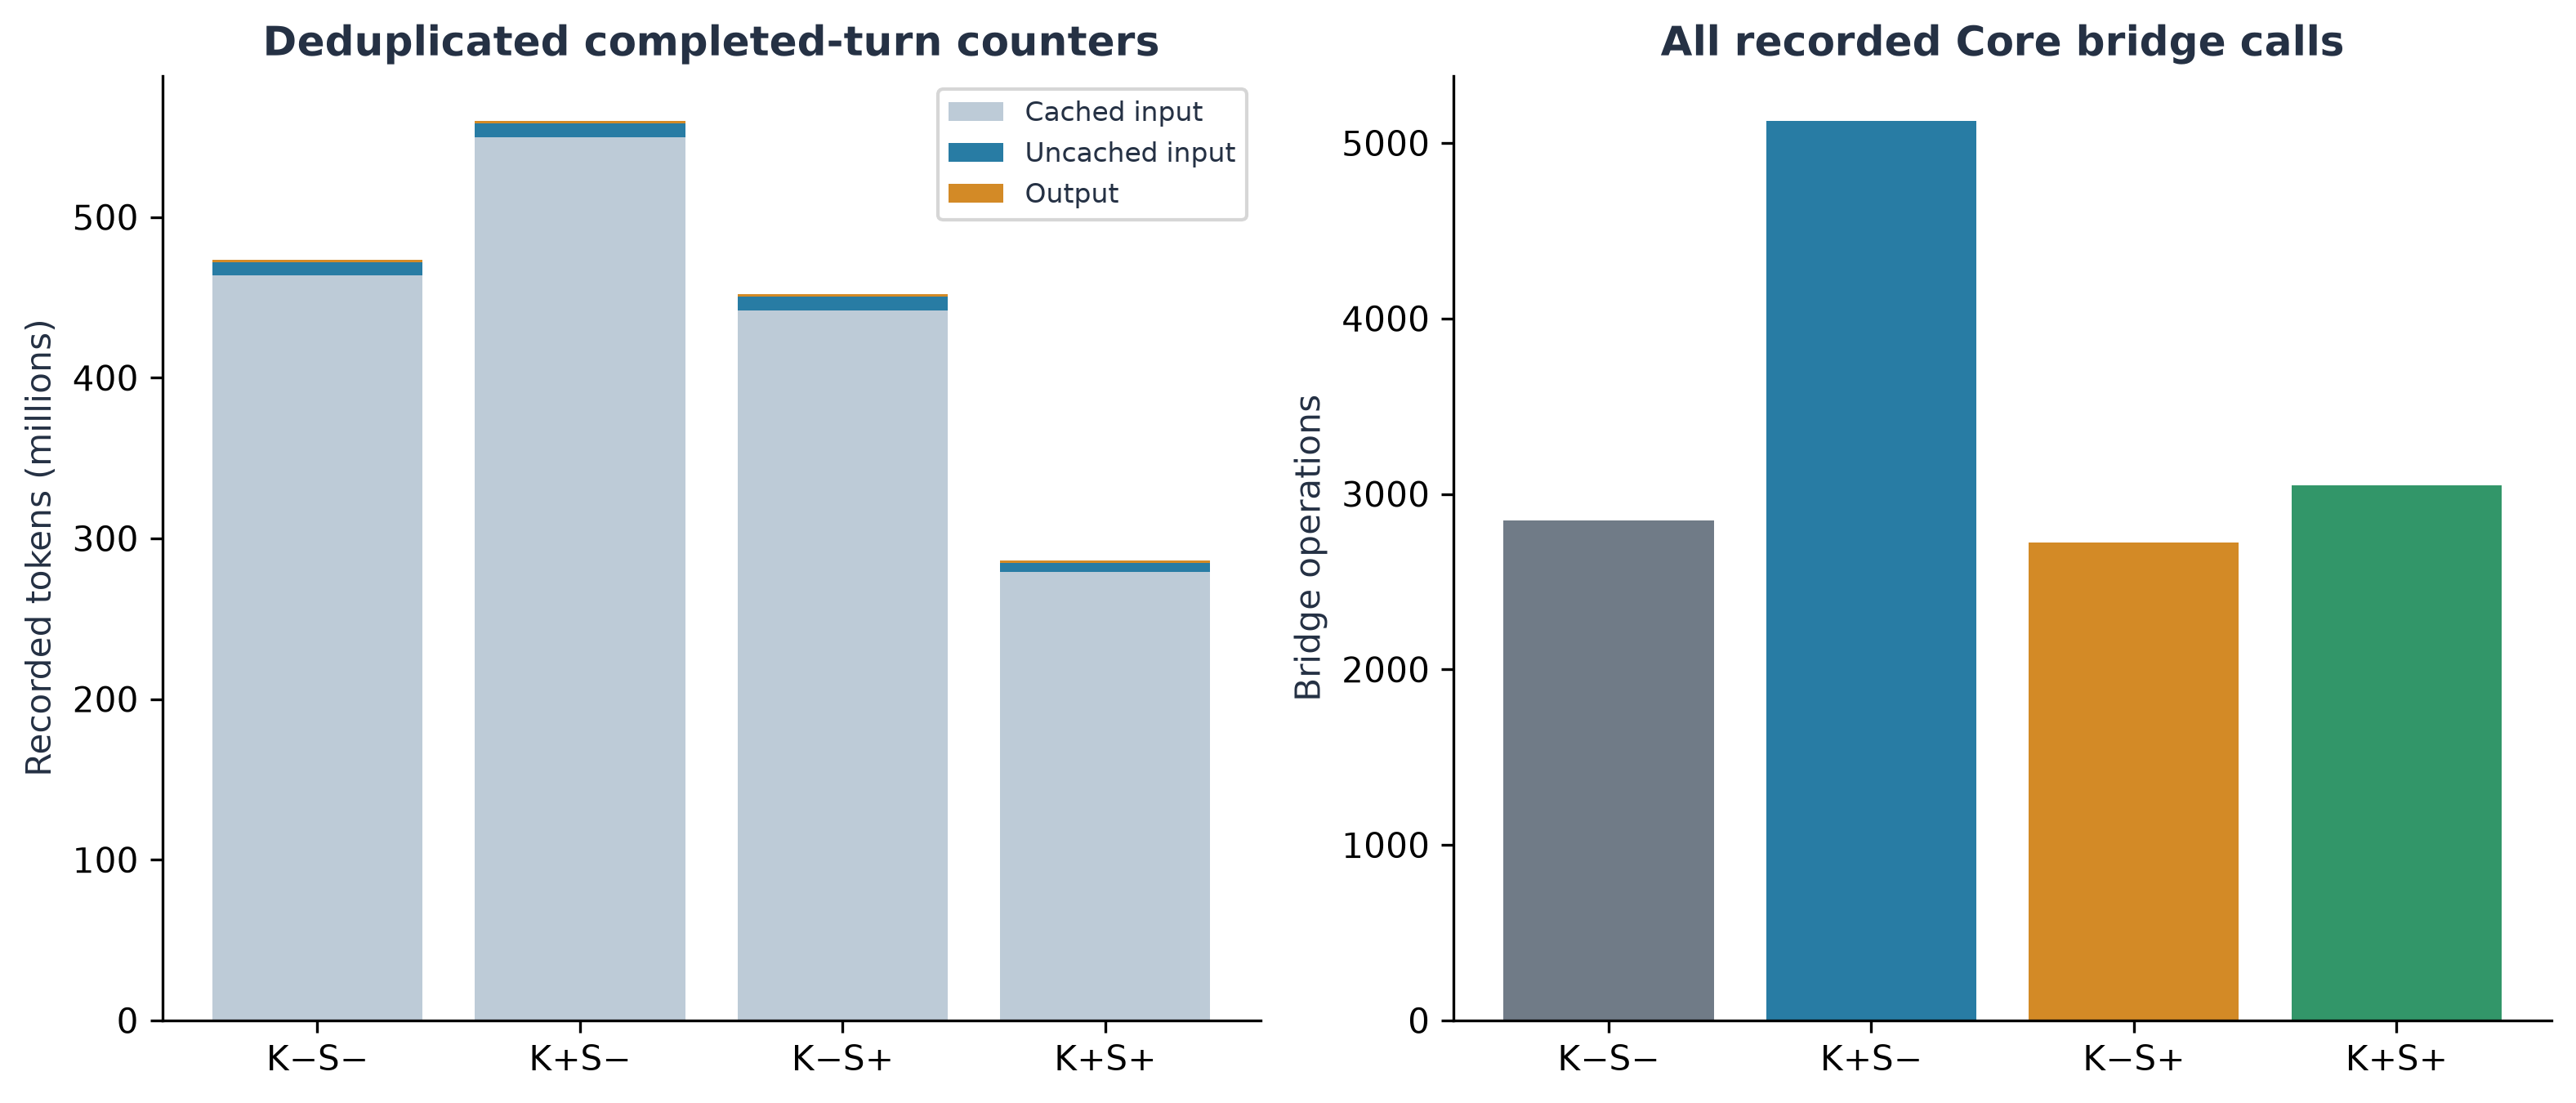 Deduplicated completed-turn counters
Recorded tokens (millions)
500
400
300
200
100
0
K−S−
K+S−
K−S+
K+S+
Cached input
Uncached input
Output
All recorded Core bridge calls
Bridge operations
5000
4000
3000
2000
1000
0
K−S−
K+S−
K−S+
K+S+